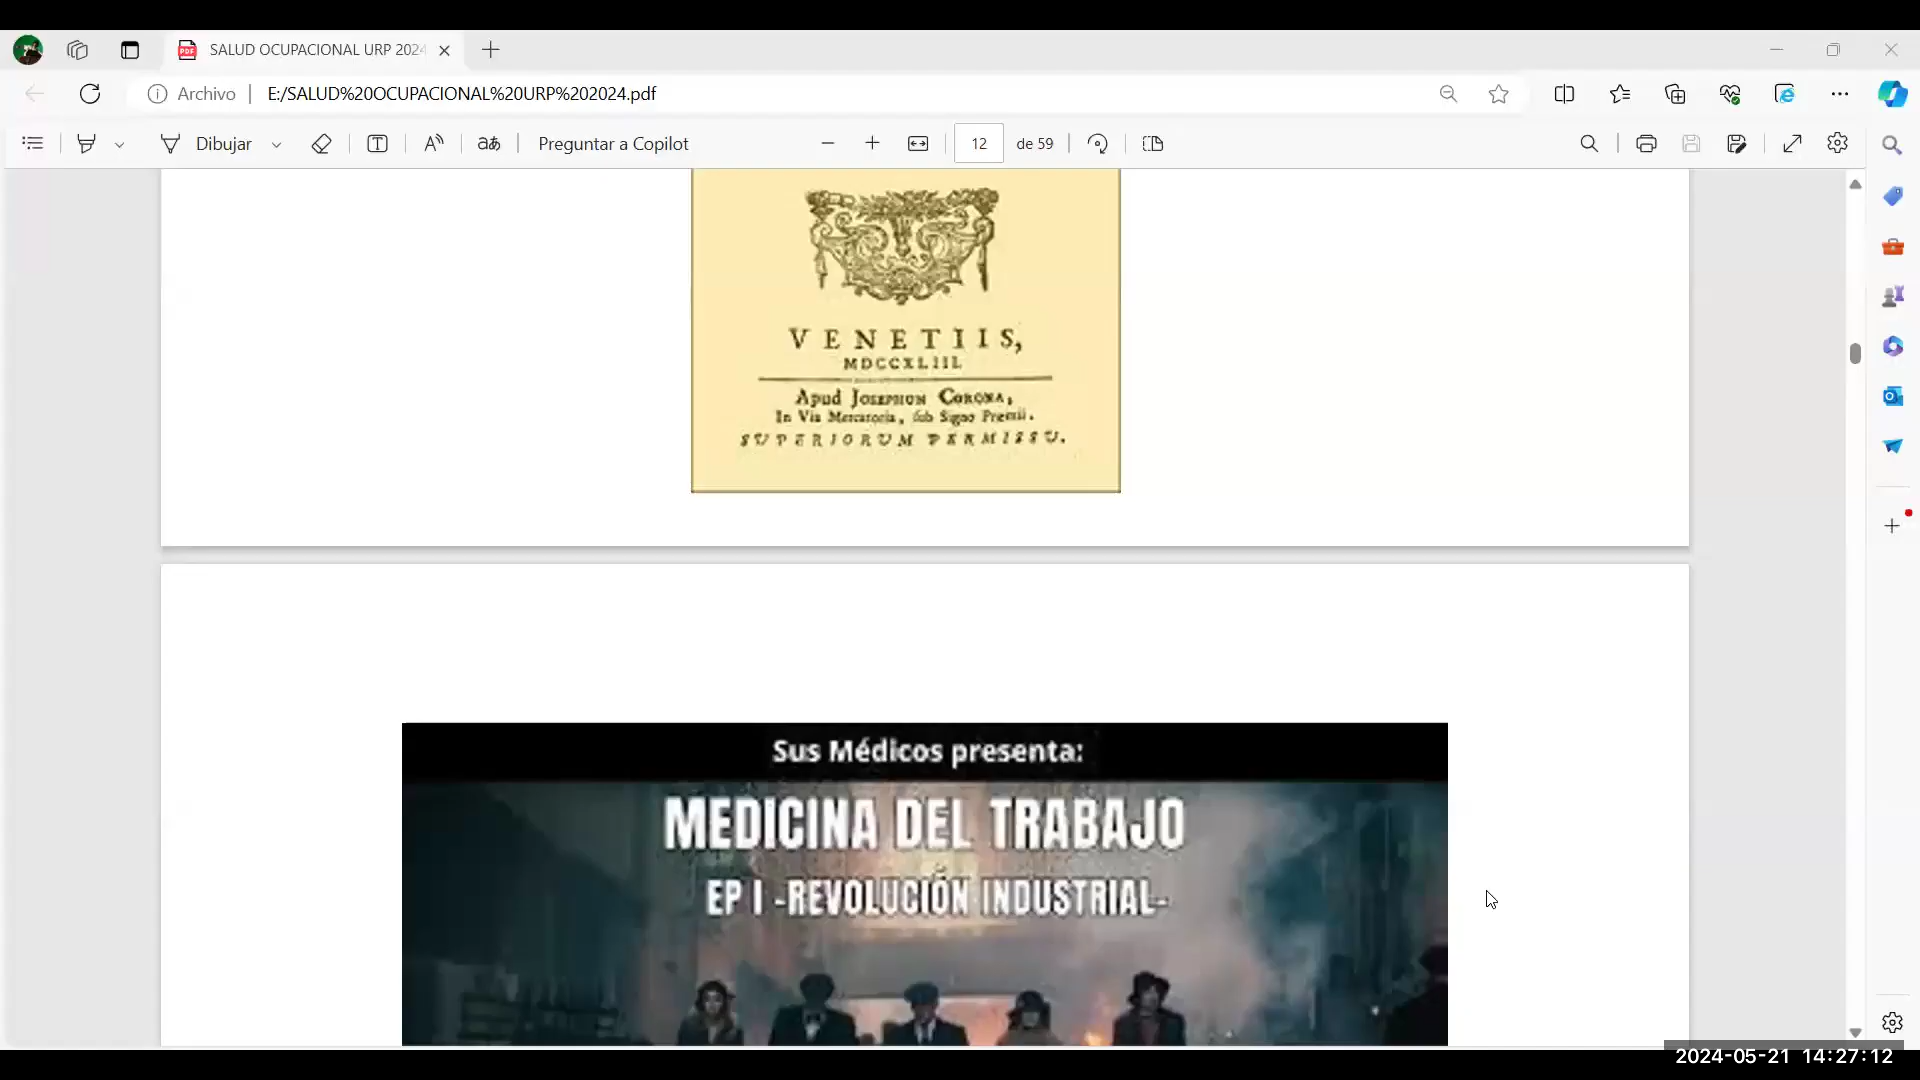 SALUD OCUPACIONAL URP 2024
Archivo
E:/SALUD%20OCUPACIONAL%20URP%202024.pdf
Dibujar
Preguntar a Copilot
12 de 59
VENETIIS,
MDCCXLIII.
Apud JOSEPHUM CORONA,
In Via Mercatoria, sub Signo Premii.
SUPERIORUM PERMISSU.
Sus Médicos presenta:
MEDICINA DEL TRABAJO
EP I -REVOLUCIÓN INDUSTRIAL-
2024-05-21 14:27:12